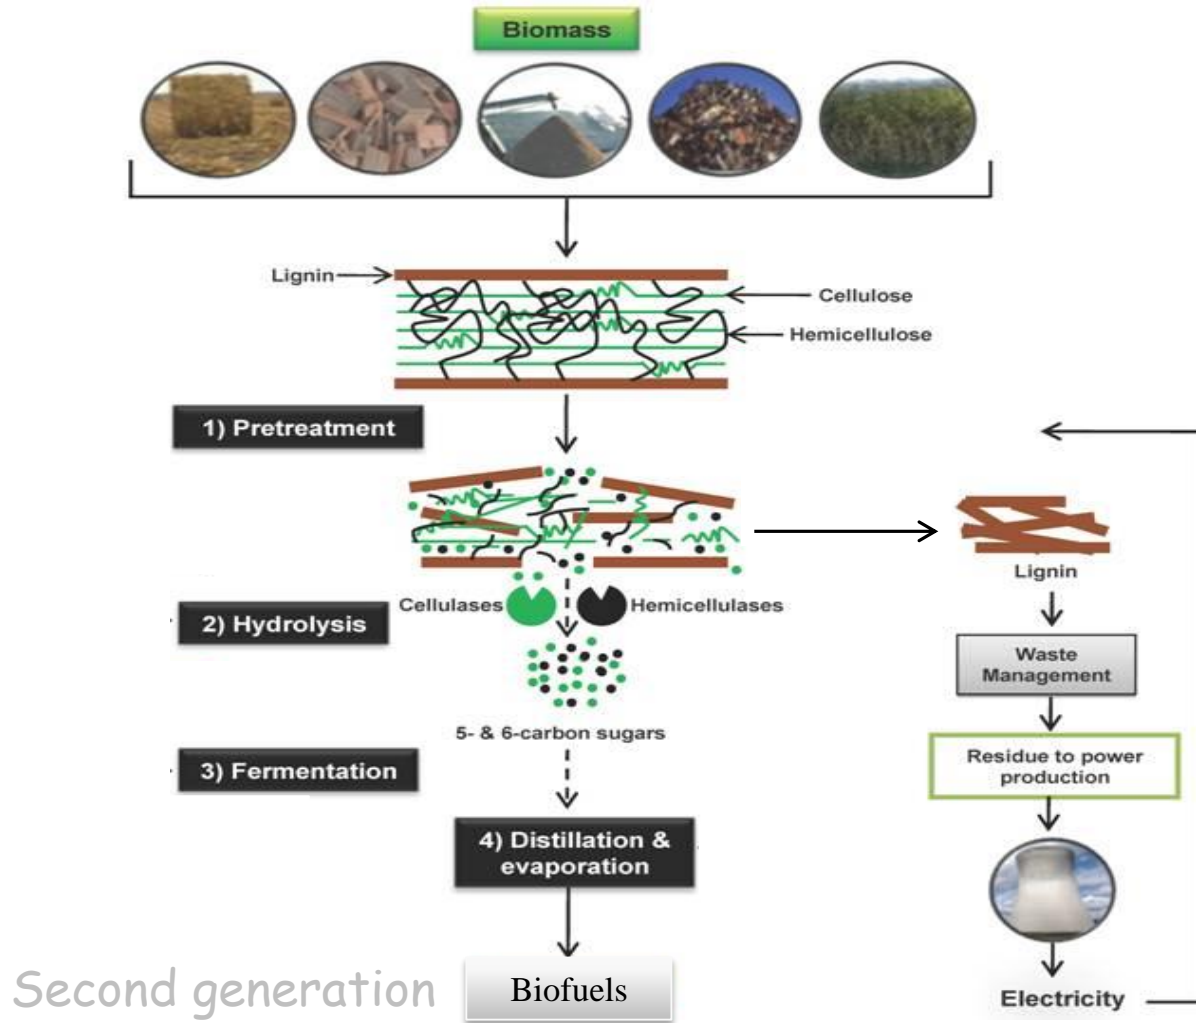 Biomass
Lignin
Cellulose
Hemicellulose
1) Pretreatment
Lignin
Cellulases
Hemicellulases
2) Hydrolysis
Waste
Management
5- & 6-carbon sugars
3) Fermentation
Residue to power
production
4) Distillation &
evaporation
Second generation
Biofuels
Electricity